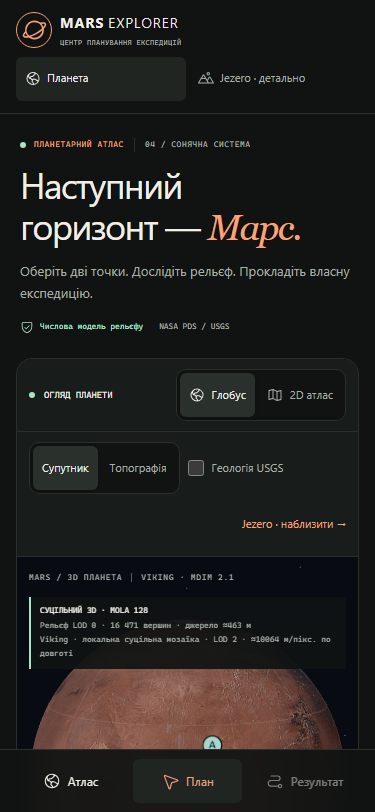 MARS EXPLORER
ЦЕНТР ПЛАНУВАННЯ ЕКСПЕДИЦІЙ
Планета
Jezero · детально
ПЛАНЕТАРНИЙ АТЛАС
04 / СОНЯЧНА СИСТЕМА
Наступний
горизонт — Марс.
Оберіть дві точки. Дослідіть рельєф. Прокладіть власну
експедицію.
Числова модель рельєфу
NASA PDS / USGS
ОГЛЯД ПЛАНЕТИ
Глобус
2D атлас
Супутник
Топографія
Геологія USGS
Jezero · наблизити →
MARS / 3D ПЛАНЕТА
VIKING · MDIM 2.1
СУЦІЛЬНИЙ 3D · MOLA 128
Рельєф LOD 0 · 16 471 вершин · джерело ≈463 м
Viking · локальна суцільна мозаїка · LOD 2 · ≈10064 м/пікс. по
довготі
A
Атлас
План
Результат